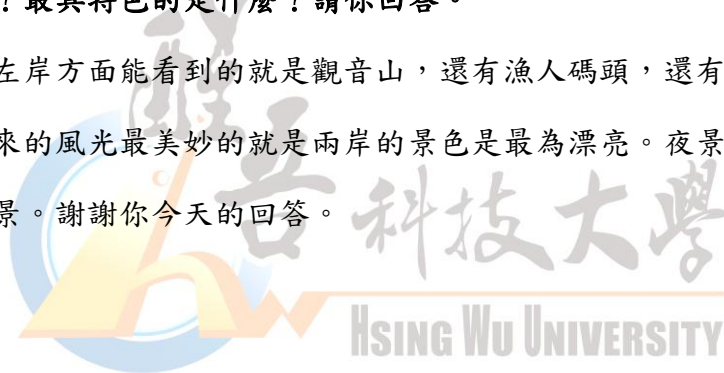 ？最具特色的是什麼？請你回答。
左岸方面能看到的就是觀音山，還有漁人碼頭，還有
來的風光最美妙的就是兩岸的景色是最為漂亮。夜景
景。謝謝你今天的回答。
醒吾科技大學
HSING WU UNIVERSITY